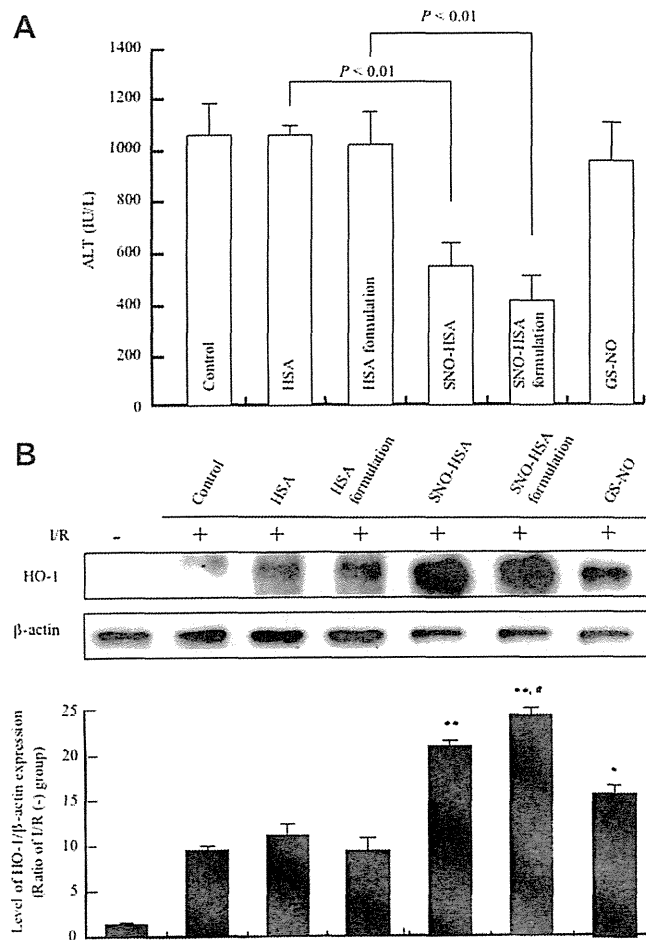 A
P < 0.01
P < 0.01
1400
1200
1000
800
600
400
200
0
ALT (IU/L)
Control
HSA
HSA formulation
SNO-HSA
SNO-HSA
formulation
GS-NO
B
Control
HSA
HSA
formulation
SNO-HSA
SNO-HSA
formulation
GS-NO
I/R - + + + + + +
HO-1
β-actin
Level of HO-1/β-actin expression
(Ratio of I/R (-) group)
25
20
15
10
5
0
**
**, #
*